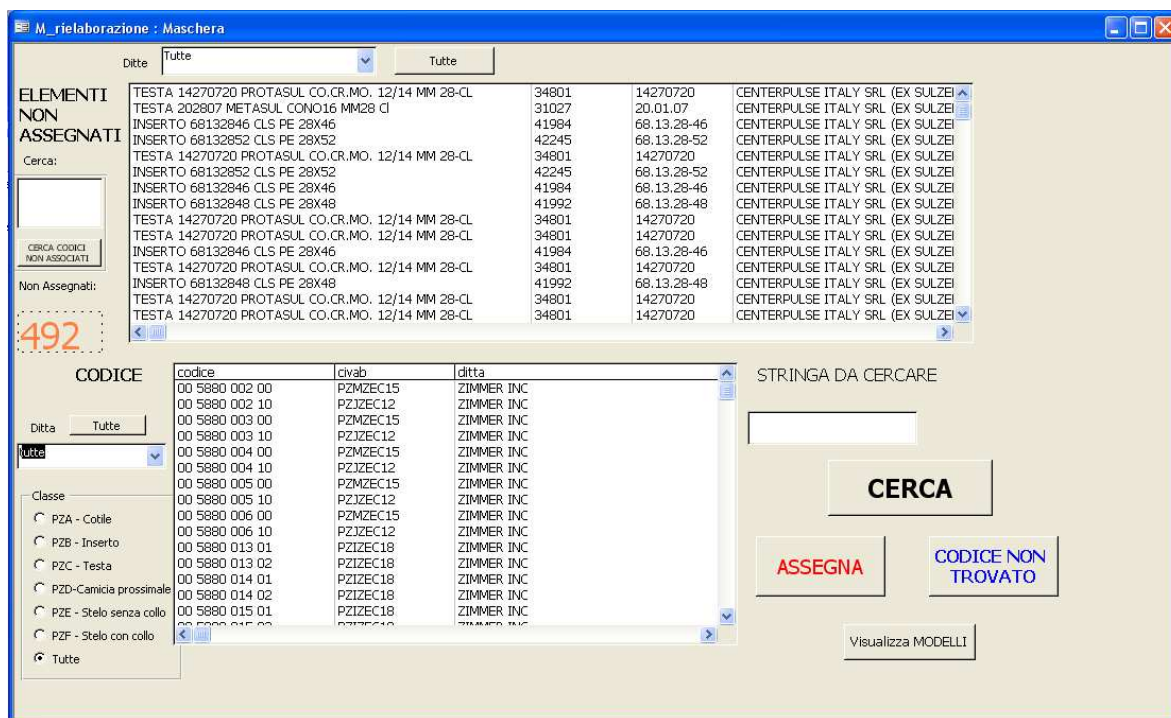 M_rielaborazione : Maschera
Ditte Tutte Tutte
ELEMENTI
NON
ASSEGNATI
Cerca:
CERCA CODICI
NON ASSOCIATI
Non Assegnati:
492
TESTA 14270720 PROTASUL CO.CR.MO. 12/14 MM 28-CL 34801 14270720 CENTERPULSE ITALY SRL (EX SULZEI
TESTA 202807 METASUL CONO16 MM28 Cl 31027 20.01.07 CENTERPULSE ITALY SRL (EX SULZEI
INSERTO 68132846 CLS PE 28X46 41984 68.13.28-46 CENTERPULSE ITALY SRL (EX SULZEI
INSERTO 68132852 CLS PE 28X52 42245 68.13.28-52 CENTERPULSE ITALY SRL (EX SULZEI
TESTA 14270720 PROTASUL CO.CR.MO. 12/14 MM 28-CL 34801 14270720 CENTERPULSE ITALY SRL (EX SULZEI
INSERTO 68132852 CLS PE 28X52 42245 68.13.28-52 CENTERPULSE ITALY SRL (EX SULZEI
INSERTO 68132846 CLS PE 28X46 41984 68.13.28-46 CENTERPULSE ITALY SRL (EX SULZEI
INSERTO 68132848 CLS PE 28X48 41992 68.13.28-48 CENTERPULSE ITALY SRL (EX SULZEI
TESTA 14270720 PROTASUL CO.CR.MO. 12/14 MM 28-CL 34801 14270720 CENTERPULSE ITALY SRL (EX SULZEI
TESTA 14270720 PROTASUL CO.CR.MO. 12/14 MM 28-CL 34801 14270720 CENTERPULSE ITALY SRL (EX SULZEI
INSERTO 68132846 CLS PE 28X46 41984 68.13.28-46 CENTERPULSE ITALY SRL (EX SULZEI
TESTA 14270720 PROTASUL CO.CR.MO. 12/14 MM 28-CL 34801 14270720 CENTERPULSE ITALY SRL (EX SULZEI
INSERTO 68132848 CLS PE 28X48 41992 68.13.28-48 CENTERPULSE ITALY SRL (EX SULZEI
TESTA 14270720 PROTASUL CO.CR.MO. 12/14 MM 28-CL 34801 14270720 CENTERPULSE ITALY SRL (EX SULZEI
TESTA 14270720 PROTASUL CO.CR.MO. 12/14 MM 28-CL 34801 14270720 CENTERPULSE ITALY SRL (EX SULZEI
CODICE
Ditta Tutte
tutte
Classe
PZA - Cotile
PZB - Inserto
PZC - Testa
PZD-Camicia prossimale
PZE - Stelo senza collo
PZF - Stelo con collo
Tutte
codice civab ditta
00 5880 002 00 PZMZEC15 ZIMMER INC
00 5880 002 10 PZJZEC12 ZIMMER INC
00 5880 003 00 PZMZEC15 ZIMMER INC
00 5880 003 10 PZJZEC12 ZIMMER INC
00 5880 004 00 PZMZEC15 ZIMMER INC
00 5880 004 10 PZJZEC12 ZIMMER INC
00 5880 005 00 PZMZEC15 ZIMMER INC
00 5880 005 10 PZJZEC12 ZIMMER INC
00 5880 006 00 PZMZEC15 ZIMMER INC
00 5880 006 10 PZJZEC12 ZIMMER INC
00 5880 013 01 PZIZEC18 ZIMMER INC
00 5880 013 02 PZIZEC18 ZIMMER INC
00 5880 014 01 PZIZEC18 ZIMMER INC
00 5880 014 02 PZIZEC18 ZIMMER INC
00 5880 015 01 PZIZEC18 ZIMMER INC
STRINGA DA CERCARE
CERCA
ASSEGNA
CODICE NON
TROVATO
Visualizza MODELLI